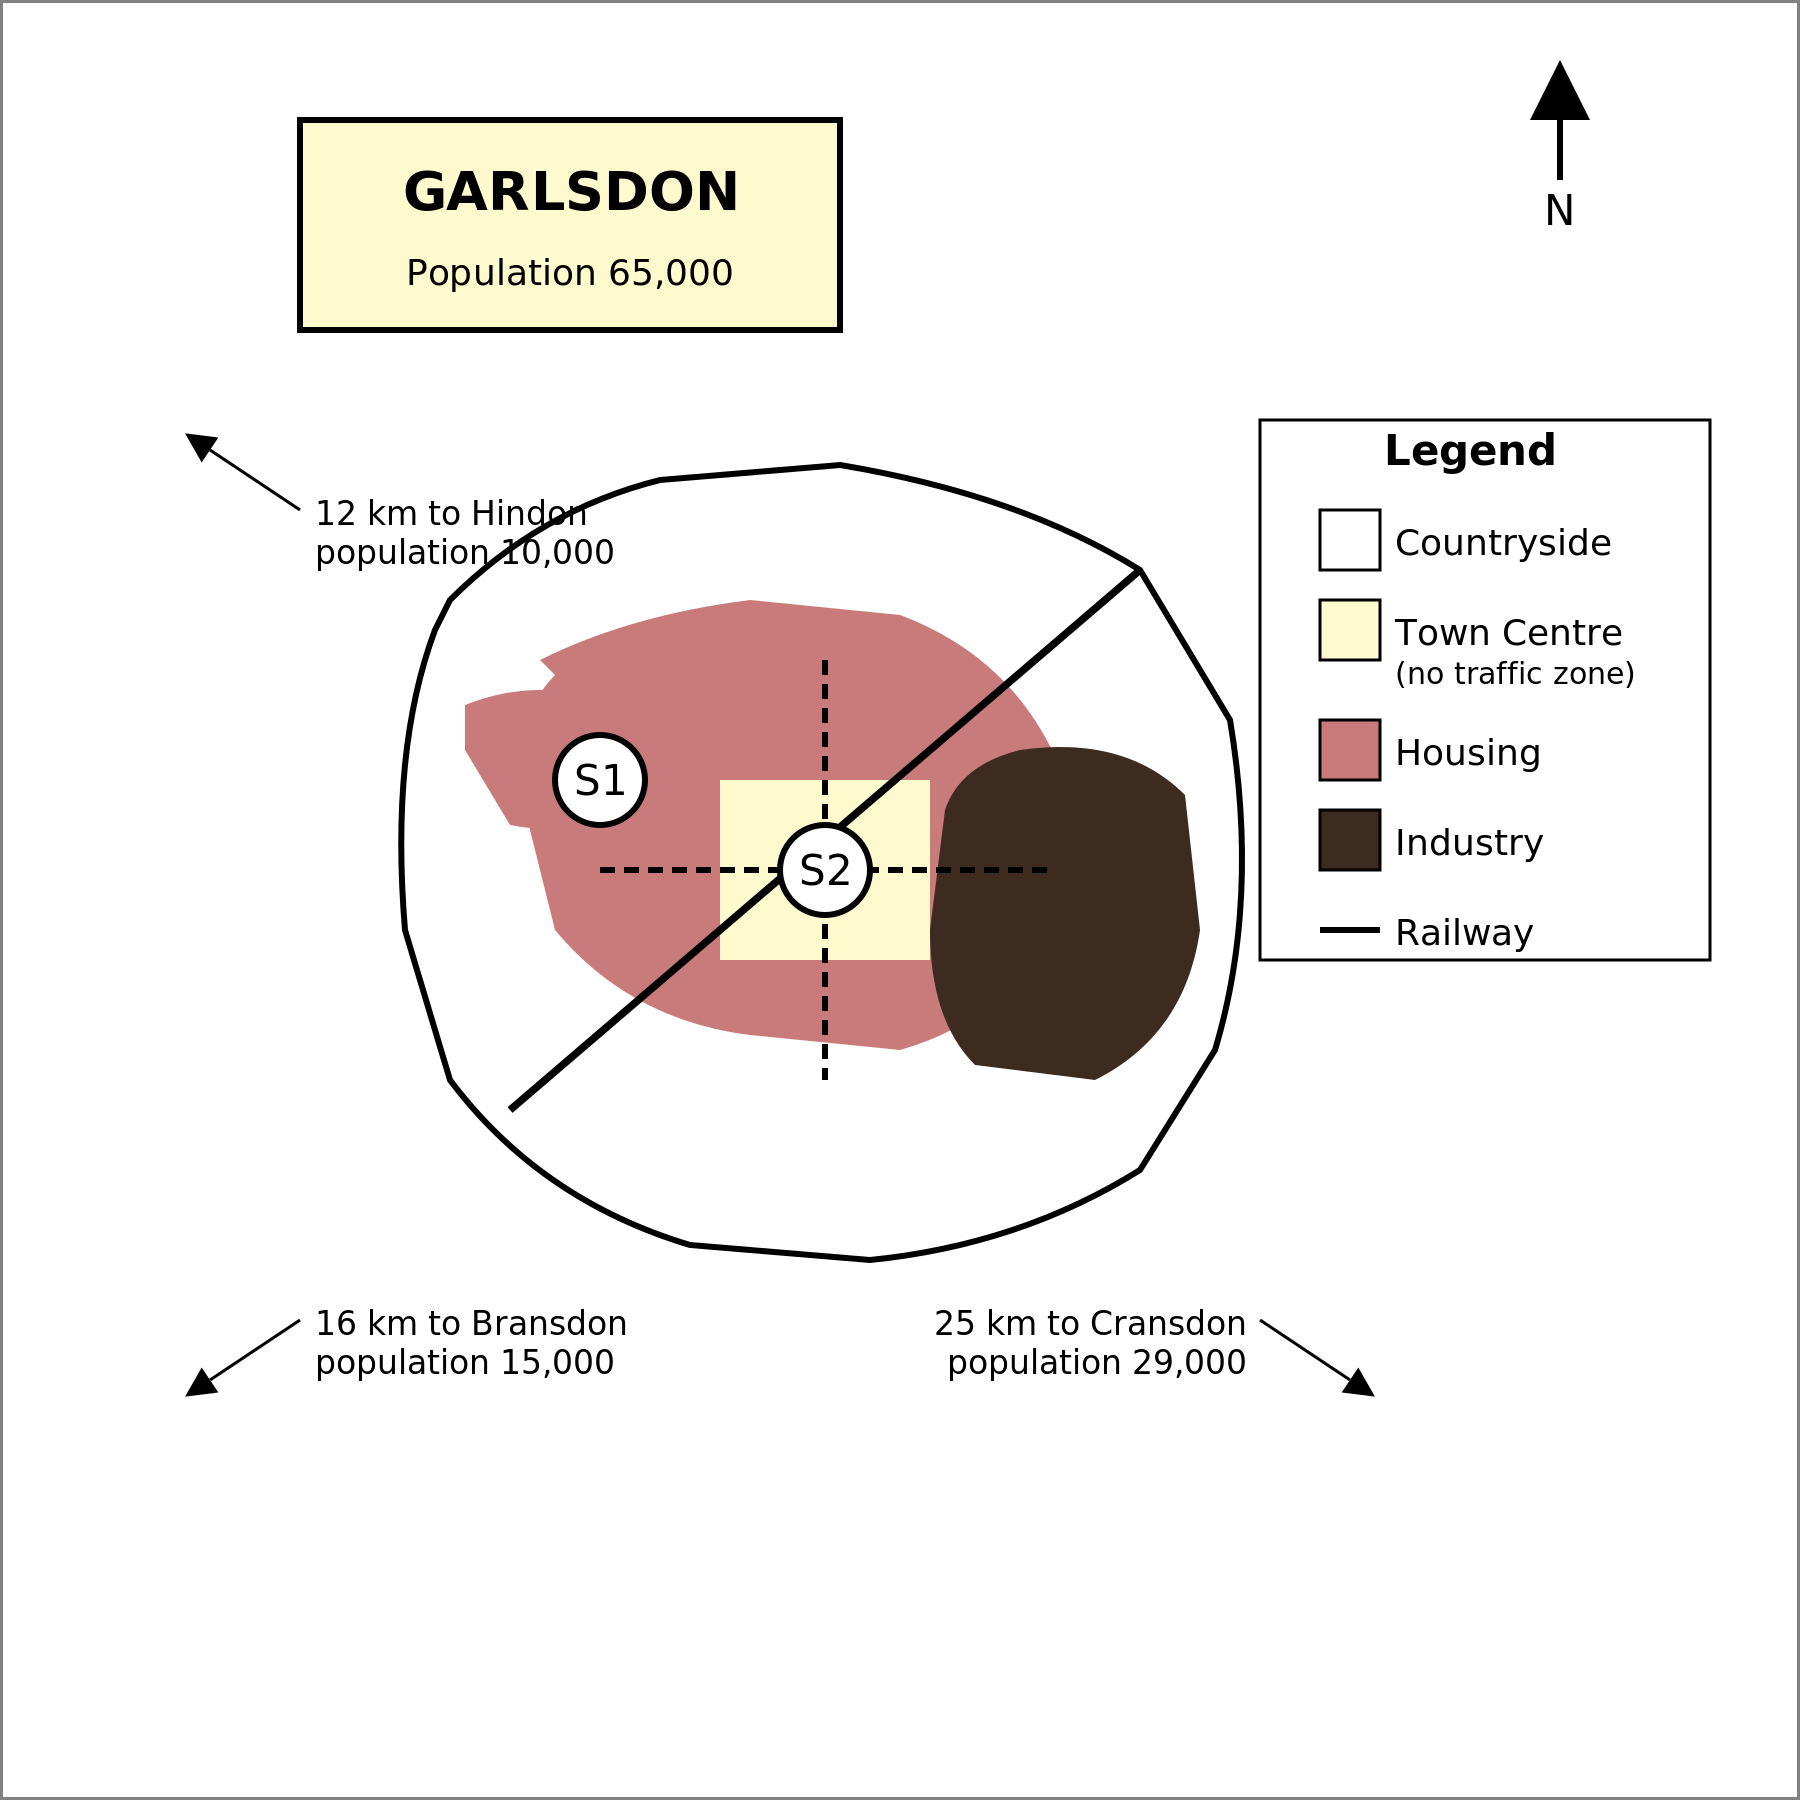 GARLSDON
Population 65,000
N
12 km to Hindon
population 10,000
Legend
Countryside
Town Centre
(no traffic zone)
Housing
Industry
Railway
S1
S2
16 km to Bransdon
population 15,000
25 km to Cransdon
population 29,000